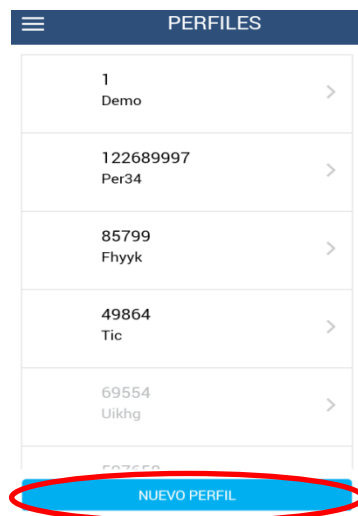 PERFILES
1
Demo
122689997
Per34
85799
Fhyyk
49864
Tic
69554
Uikhg
NUEVO PERFIL